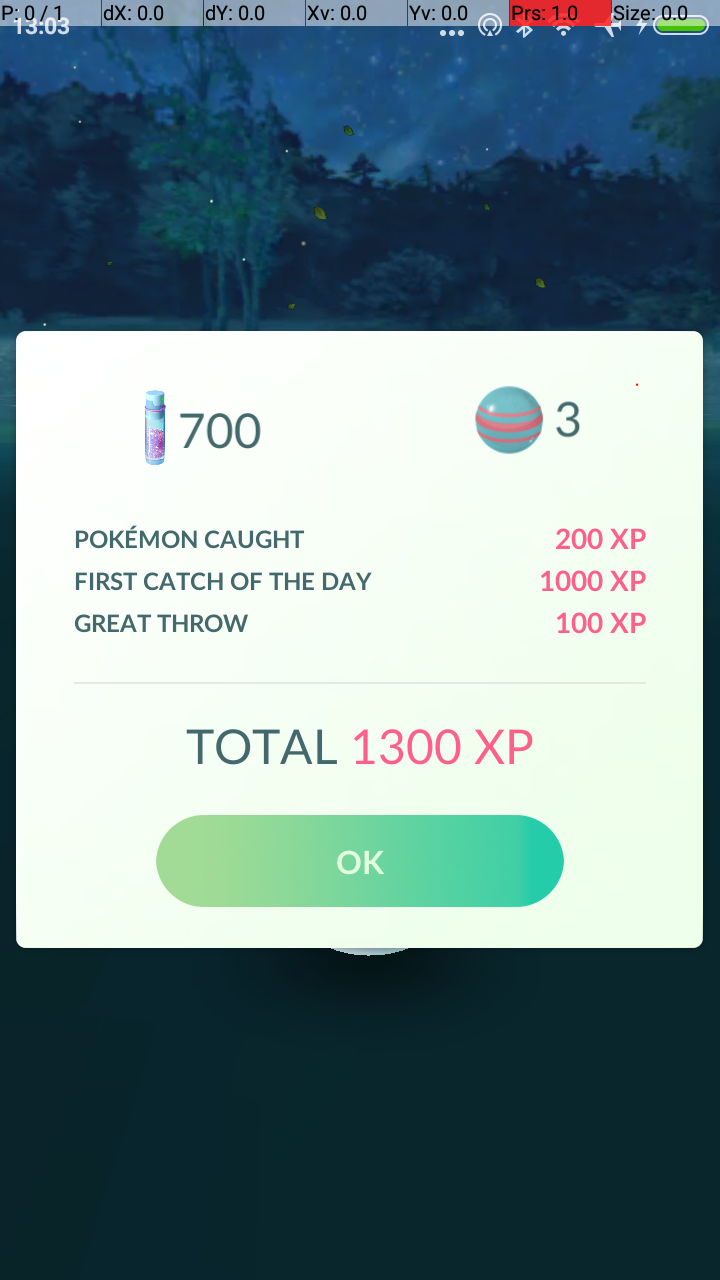 P: 0 / 1 dX: 0.0 dY: 0.0 Xv: 0.0 Yv: 0.0 Prs: 1.0 Size: 0.0
13:03
700 3
POKÉMON CAUGHT 200 XP
FIRST CATCH OF THE DAY 1000 XP
GREAT THROW 100 XP
TOTAL 1300 XP
OK